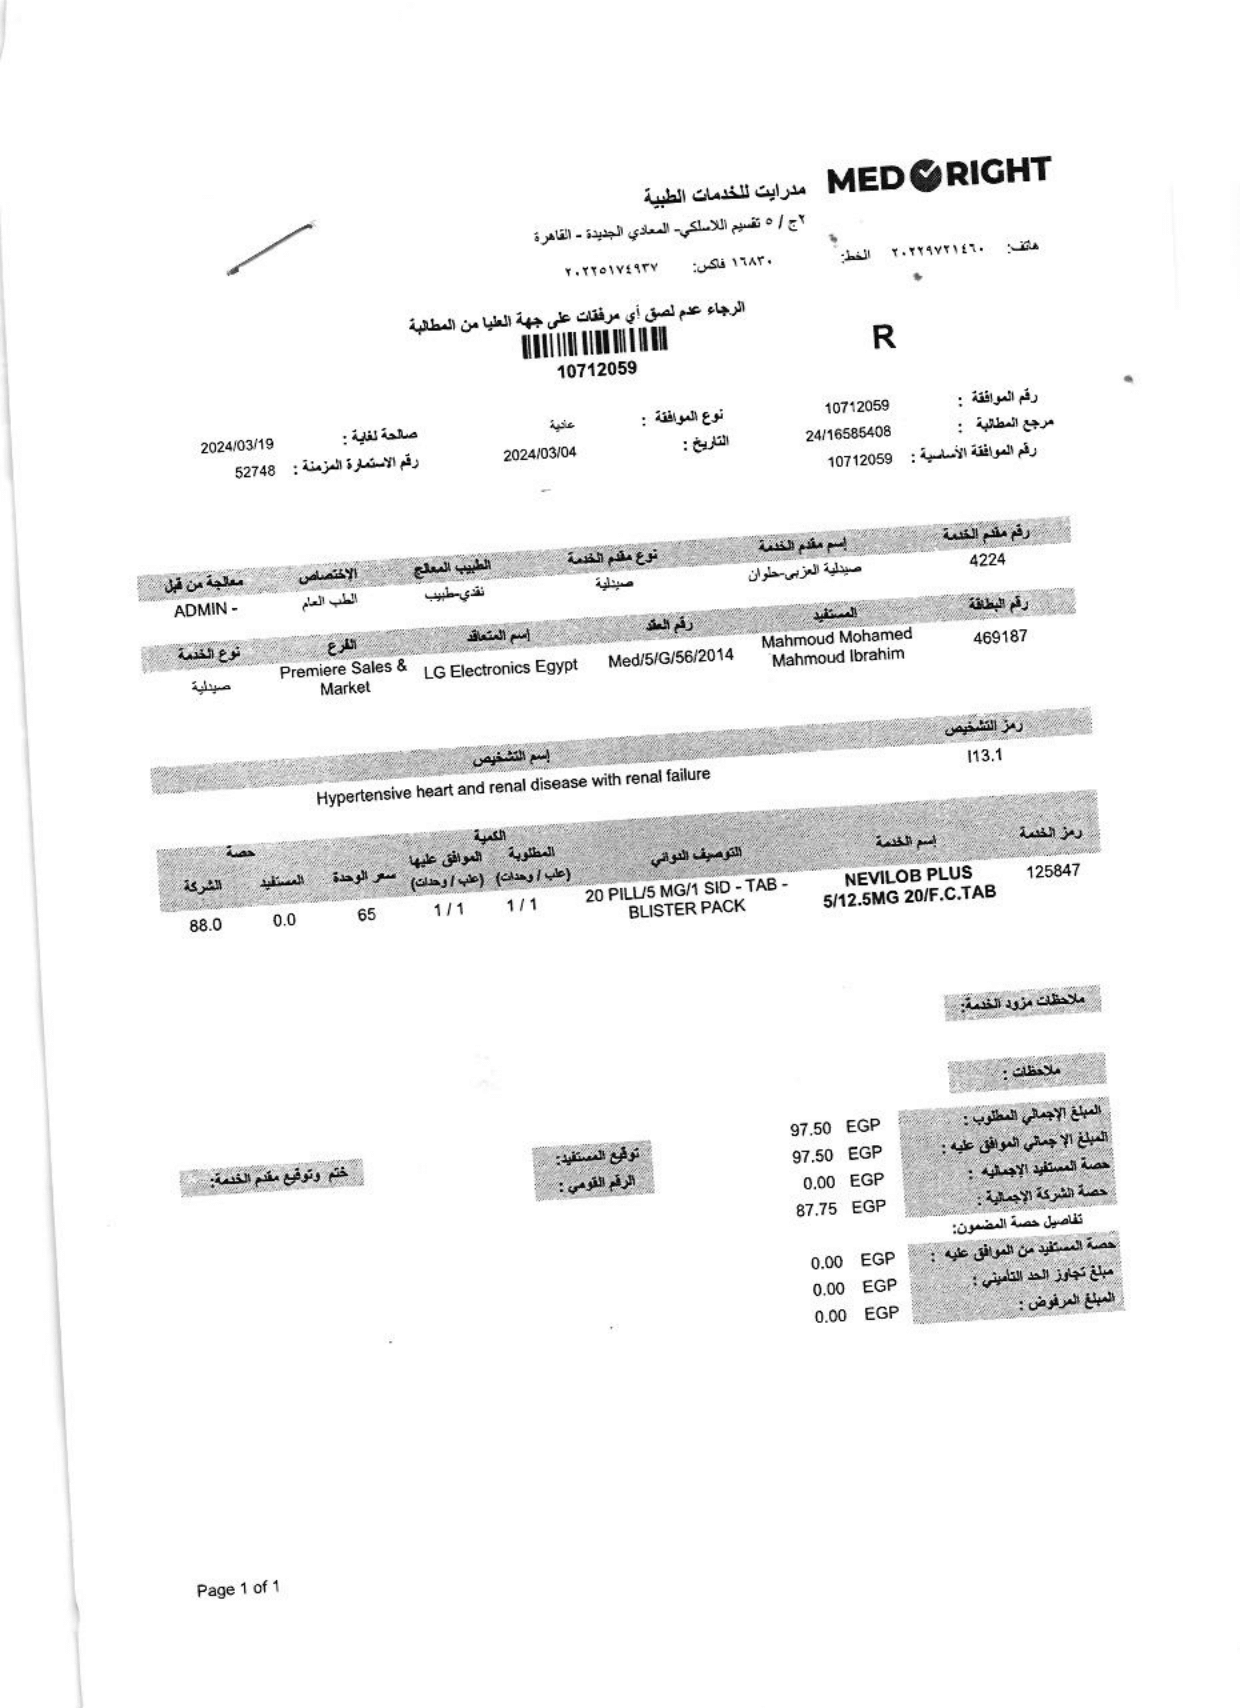 MED RIGHT
مدرايت للخدمات الطبية
٢ج / ٥ تقسيم اللاسلكي- المعادي الجديدة - القاهرة
هاتف: ٢٠٢٢٩٧٢١٤٦٠ الخط: ١٦٨٣٠ فاكس: ٢٠٢٢٥١٧٤٩٣٧
الرجاء عدم لصق أي مرفقات على جهة العليا من المطالبة
10712059
R
رقم الموافقة : 10712059 نوع الموافقة : عادية صالحة لغاية : 2024/03/19
مرجع المطالبة : 24/16585408 التاريخ : 2024/03/04 رقم الاستمارة المزمنة : 52748
رقم الموافقة الأساسية : 10712059
رقم مقدم الخدمة إسم مقدم الخدمة نوع مقدم الخدمة الطبيب المعالج الإختصاص معالجة من قبل
4224 صيدلية العزبى-حلوان صيدلية نقدي-طبيب الطب العام ADMIN -
رقم البطاقة المستفيد رقم العقد إسم المتعاقد الفرع نوع الخدمة
469187 Mahmoud Mohamed Med/5/G/56/2014 LG Electronics Egypt Premiere Sales & صيدلية
Mahmoud Ibrahim Market
رمز التشخيص إسم التشخيص
I13.1 Hypertensive heart and renal disease with renal failure
الكمية حصة
رمز الخدمة إسم الخدمة التوصيف الدوائي المطلوبة الموافق عليها سعر الوحدة المستفيد الشركة
(علب / وحدات) (علب / وحدات)
125847 NEVILOB PLUS 20 PILL/5 MG/1 SID - TAB - 1 / 1 1 / 1 65 0.0 88.0
5/12.5MG 20/F.C.TAB BLISTER PACK
ملاحظات مزود الخدمة:
ملاحظات :
المبلغ الإجمالي المطلوب : 97.50 EGP
المبلغ الإجمالي الموافق عليه : 97.50 EGP توقيع المستفيد: ختم وتوقيع مقدم الخدمة:
حصة المستفيد الإجماليه : 0.00 EGP الرقم القومي :
حصة الشركة الإجمالية : 87.75 EGP
تفاصيل حصة المضمون:
حصة المستفيد من الموافق عليه : 0.00 EGP
مبلغ تجاوز الحد التأميني : 0.00 EGP
المبلغ المرفوض : 0.00 EGP
Page 1 of 1